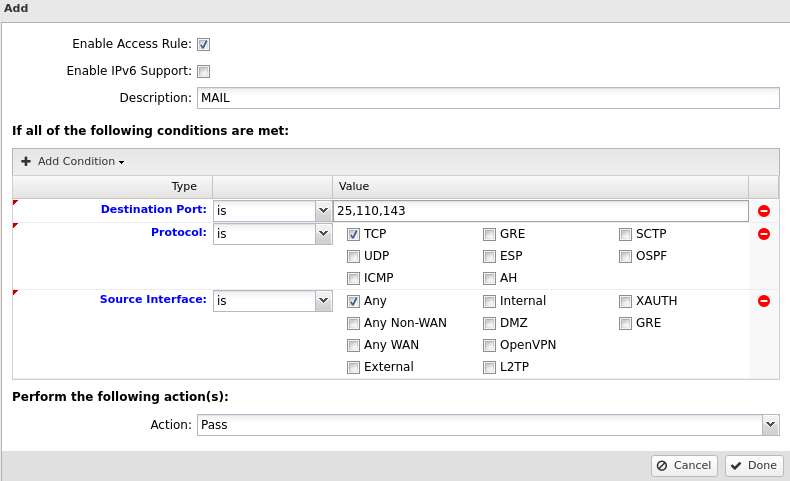 Add
Enable Access Rule:
Enable IPv6 Support:
Description: MAIL
If all of the following conditions are met:
Add Condition
Type Value
Destination Port: is 25,110,143
Protocol: is TCP GRE SCTP
UDP ESP OSPF
ICMP AH
Source Interface: is Any Internal XAUTH
Any Non-WAN DMZ GRE
Any WAN OpenVPN
External L2TP
Perform the following action(s):
Action: Pass
Cancel Done